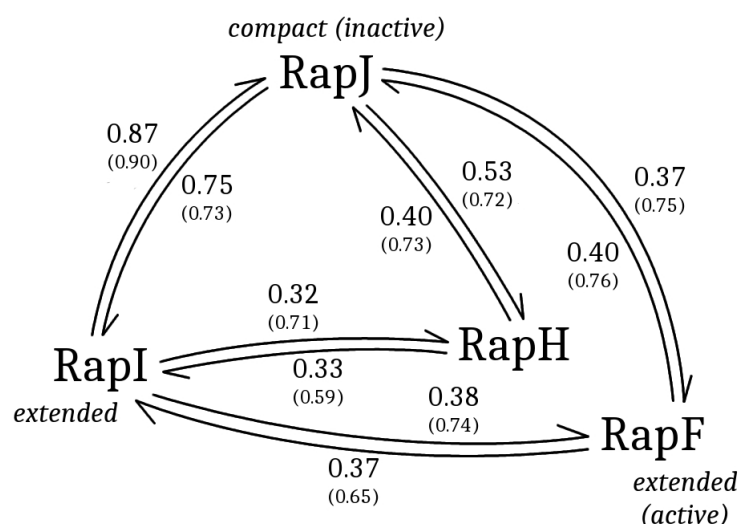 compact (inactive)
RapJ
0.87
(0.90)
0.75
(0.73)
0.53
(0.72)
0.40
(0.73)
0.37
(0.75)
0.40
(0.76)
0.32
(0.71)
RapI
RapH
0.33
(0.59)
extended
0.38
(0.74)
RapF
0.37
(0.65)
extended
(active)